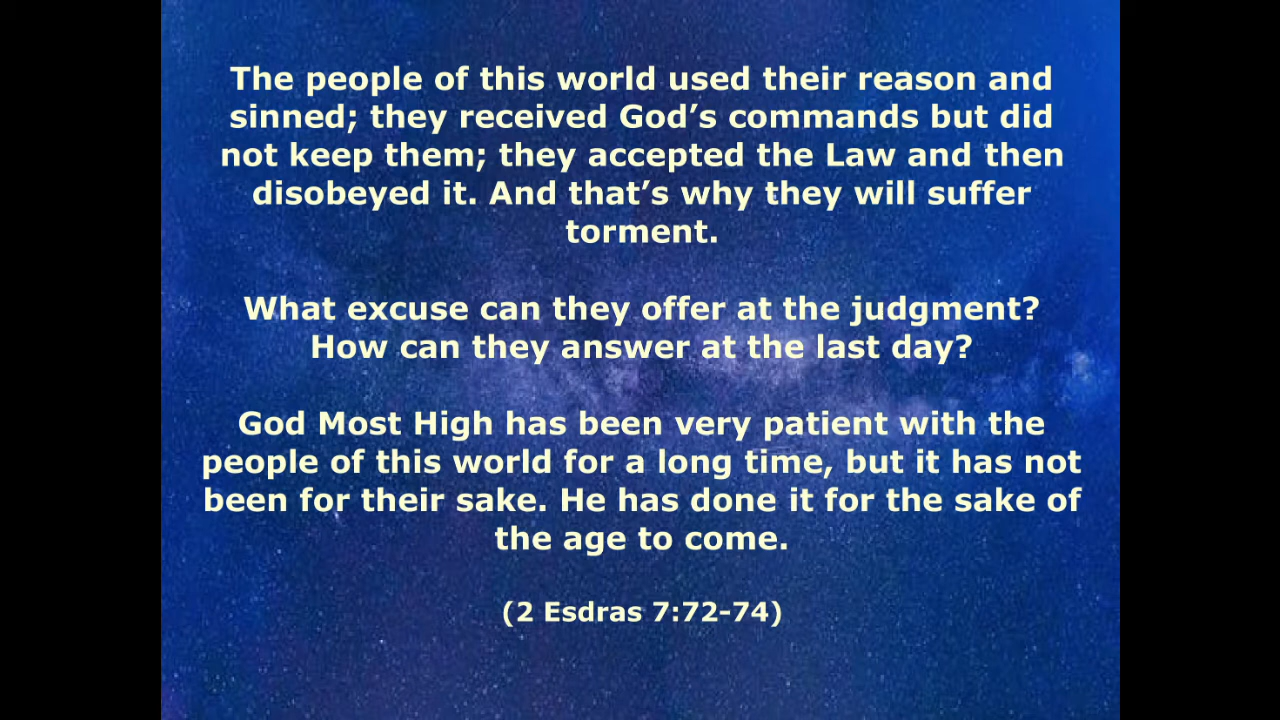 The people of this world used their reason and
sinned; they received God’s commands but did
not keep them; they accepted the Law and then
disobeyed it. And that’s why they will suffer
torment.
What excuse can they offer at the judgment?
How can they answer at the last day?
God Most High has been very patient with the
people of this world for a long time, but it has not
been for their sake. He has done it for the sake of
the age to come.
(2 Esdras 7:72-74)